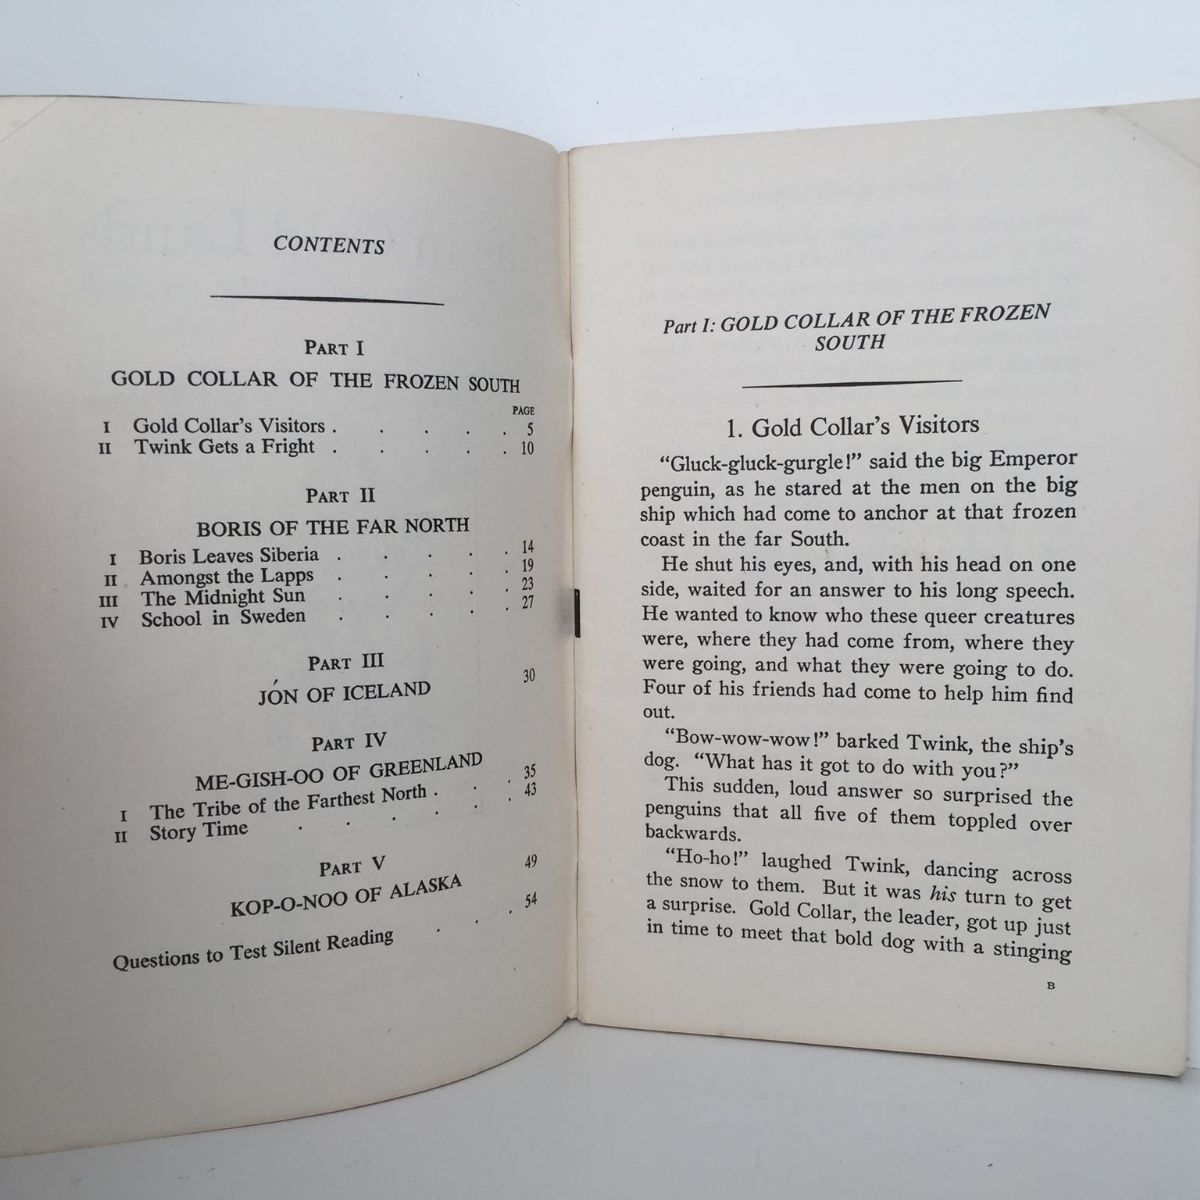 CONTENTS
PART I
GOLD COLLAR OF THE FROZEN SOUTH
PAGE
I Gold Collar's Visitors . . . . . 5
II Twink Gets a Fright . . . . . 10
PART II
BORIS OF THE FAR NORTH
I Boris Leaves Siberia . . . . . 14
II Amongst the Lapps . . . . . 19
III The Midnight Sun . . . . . 23
IV School in Sweden . . . . . 27
PART III
JÓN OF ICELAND 30
PART IV
ME-GISH-OO OF GREENLAND
I The Tribe of the Farthest North . . . 35
II Story Time . . . . . . 43
PART V
KOP-O-NOO OF ALASKA 49
Questions to Test Silent Reading . . . 54
Part I: GOLD COLLAR OF THE FROZEN
SOUTH
1. Gold Collar's Visitors
“Gluck-gluck-gurgle!” said the big Emperor
penguin, as he stared at the men on the big
ship which had come to anchor at that frozen
coast in the far South.
He shut his eyes, and, with his head on one
side, waited for an answer to his long speech.
He wanted to know who these queer creatures
were, where they had come from, where they
were going, and what they were going to do.
Four of his friends had come to help him find
out.
“Bow-wow-wow!” barked Twink, the ship's
dog. “What has it got to do with you?”
This sudden, loud answer so surprised the
penguins that all five of them toppled over
backwards.
“Ho-ho!” laughed Twink, dancing across
the snow to them. But it was his turn to get
a surprise. Gold Collar, the leader, got up just
in time to meet that bold dog with a stinging
B